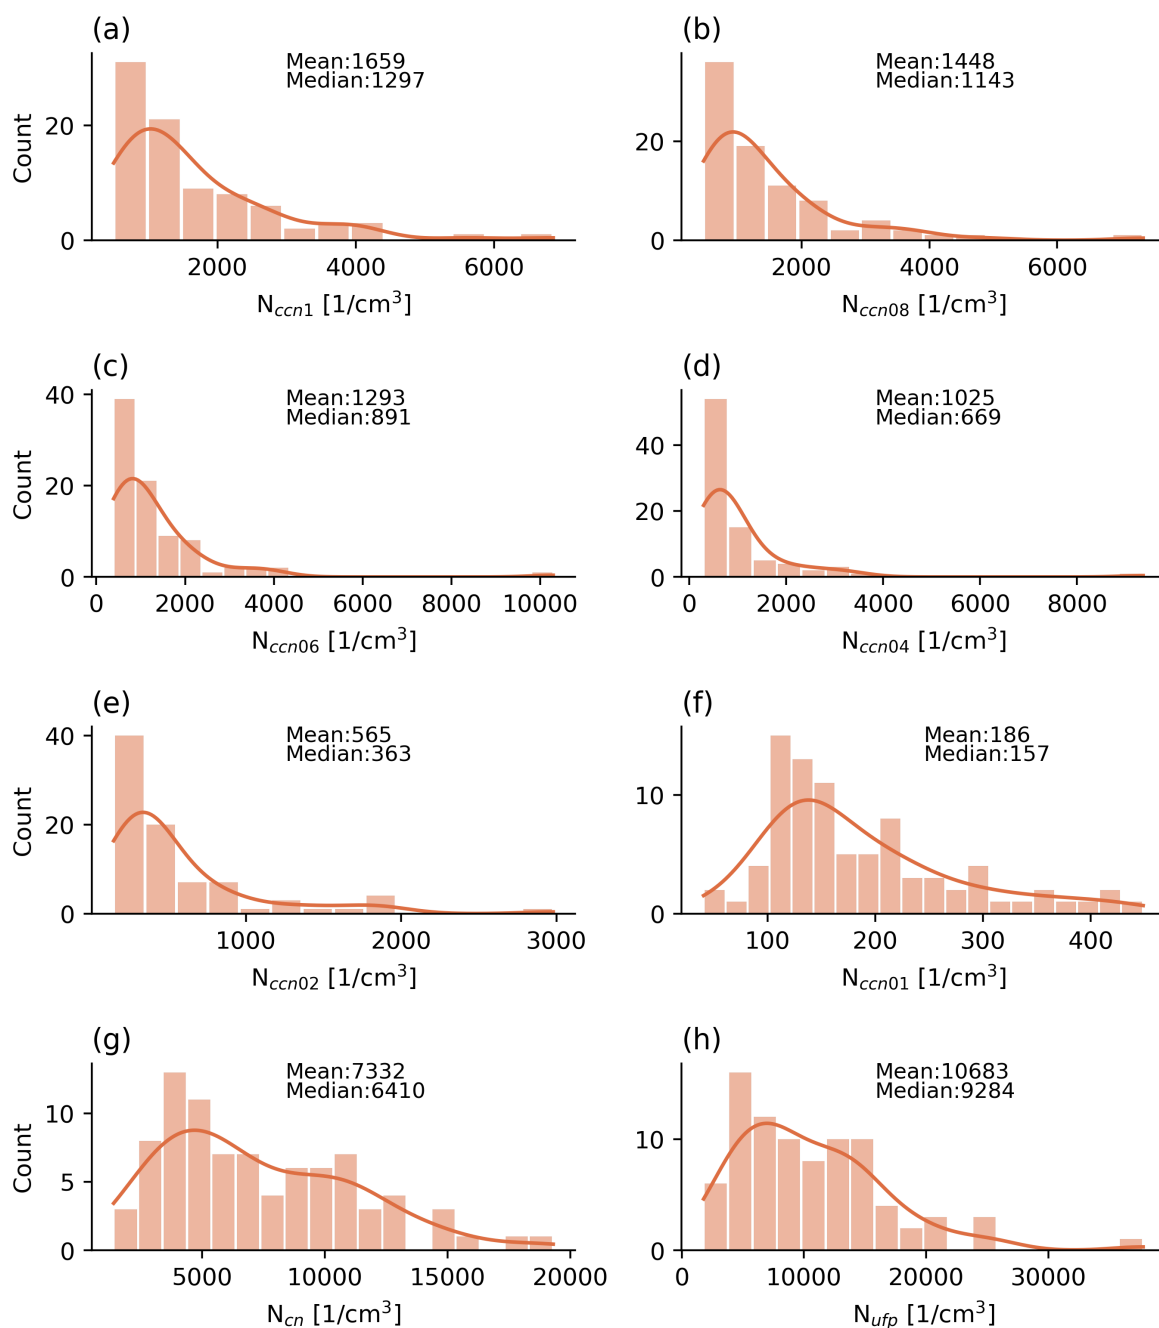 (a)
Mean:1659
Median:1297
Count
20
0
2000 4000 6000
N_ccn1 [1/cm³]
(b)
Mean:1448
Median:1143
20
0
2000 4000 6000
N_ccn08 [1/cm³]
(c)
Mean:1293
Median:891
Count
40
20
0
0 2000 4000 6000 8000 10000
N_ccn06 [1/cm³]
(d)
Mean:1025
Median:669
40
20
0
0 2000 4000 6000 8000
N_ccn04 [1/cm³]
(e)
Mean:565
Median:363
Count
40
20
0
1000 2000 3000
N_ccn02 [1/cm³]
(f)
Mean:186
Median:157
10
0
100 200 300 400
N_ccn01 [1/cm³]
(g)
Mean:7332
Median:6410
Count
10
5
0
5000 10000 15000 20000
N_cn [1/cm³]
(h)
Mean:10683
Median:9284
10
0
0 10000 20000 30000
N_ufp [1/cm³]